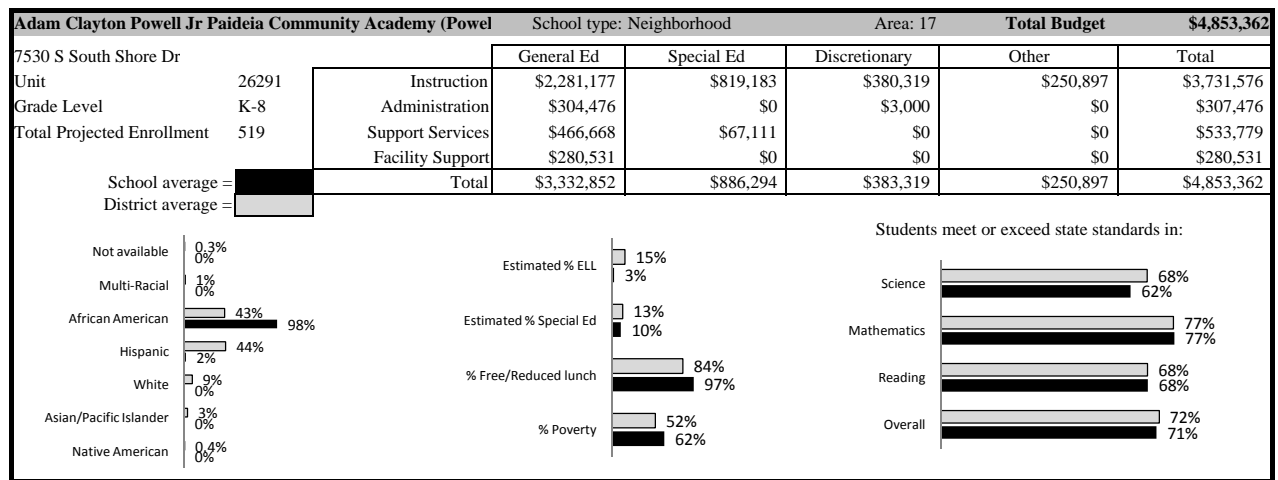 Adam Clayton Powell Jr Paideia Community Academy (Powel School type: Neighborhood Area: 17 Total Budget $4,853,362
7530 S South Shore Dr General Ed Special Ed Discretionary Other Total
Unit 26291 Instruction $2,281,177 $819,183 $380,319 $250,897 $3,731,576
Grade Level K-8 Administration $304,476 $0 $3,000 $0 $307,476
Total Projected Enrollment 519 Support Services $466,668 $67,111 $0 $0 $533,779
Facility Support $280,531 $0 $0 $0 $280,531
School average = Total $3,332,852 $886,294 $383,319 $250,897 $4,853,362
District average =
Not available 0.3%
0%
Multi-Racial 1%
0%
African American 43%
98%
Hispanic 44%
2%
White 9%
0%
Asian/Pacific Islander 3%
0%
Native American 0.4%
0%
Estimated % ELL 15%
3%
Estimated % Special Ed 13%
10%
% Free/Reduced lunch 84%
97%
% Poverty 52%
62%
Students meet or exceed state standards in:
Science 68%
62%
Mathematics 77%
77%
Reading 68%
68%
Overall 72%
71%